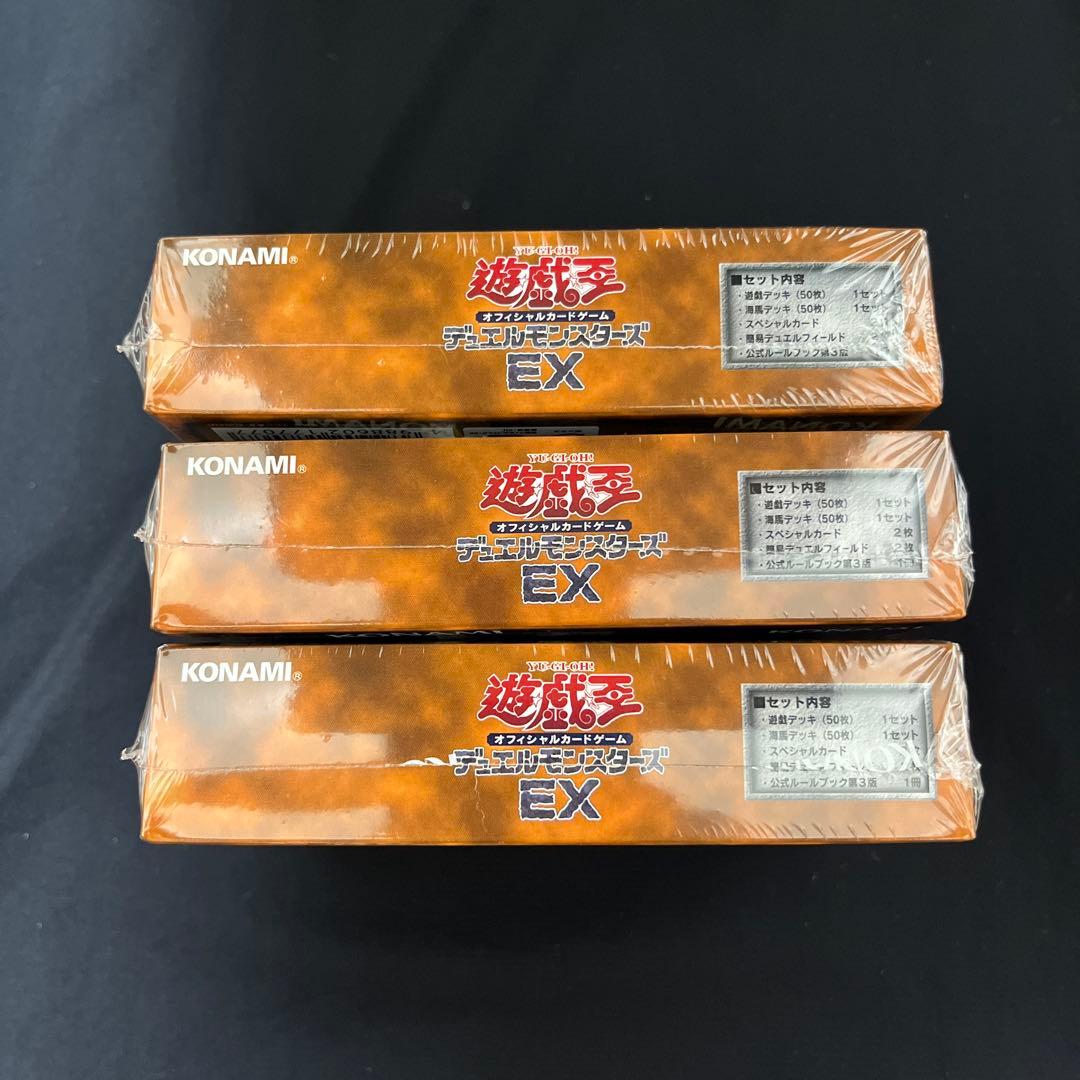 KONAMI®
YU-GI-OH!
遊戯王
オフィシャルカードゲーム
デュエルモンスターズ
EX
■セット内容
・遊戯デッキ（50枚） 1セット
・海馬デッキ（50枚） 1セット
・スペシャルカード
・簡易デュエルフィールド
・公式ルールブック第3版
KONAMI
KONAMI®
YU-GI-OH!
遊戯王
オフィシャルカードゲーム
デュエルモンスターズ
EX
■セット内容
・遊戯デッキ（50枚） 1セット
・海馬デッキ（50枚） 1セット
・スペシャルカード 2枚
・簡易デュエルフィールド 2枚
・公式ルールブック第3版 1冊
KONAMI
KONAMI
KONAMI®
YU-GI-OH!
遊戯王
オフィシャルカードゲーム
デュエルモンスターズ
EX
■セット内容
・遊戯デッキ（50枚） 1セット
・海馬デッキ（50枚） 1セット
・スペシャルカード
・公式ルールブック第3版 1冊